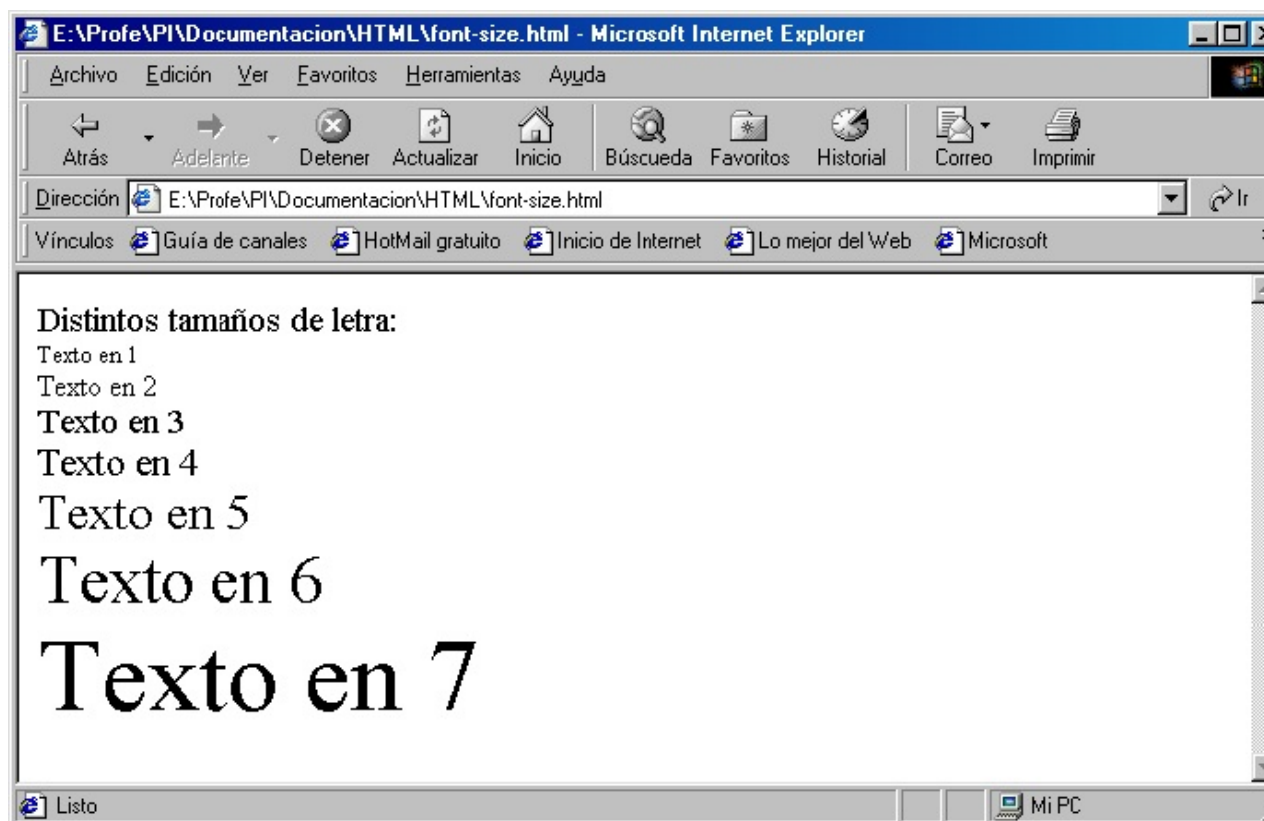 E:\Profe\PI\Documentacion\HTML\font-size.html - Microsoft Internet Explorer
Archivo Edición Ver Favoritos Herramientas Ayuda
Atrás Adelante Detener Actualizar Inicio Búscueda Favoritos Historial Correo Imprimir
Dirección E:\Profe\PI\Documentacion\HTML\font-size.html Ir
Vínculos Guía de canales HotMail gratuito Inicio de Internet Lo mejor del Web Microsoft
Distintos tamaños de letra:
Texto en 1
Texto en 2
Texto en 3
Texto en 4
Texto en 5
Texto en 6
Texto en 7
Listo Mi PC